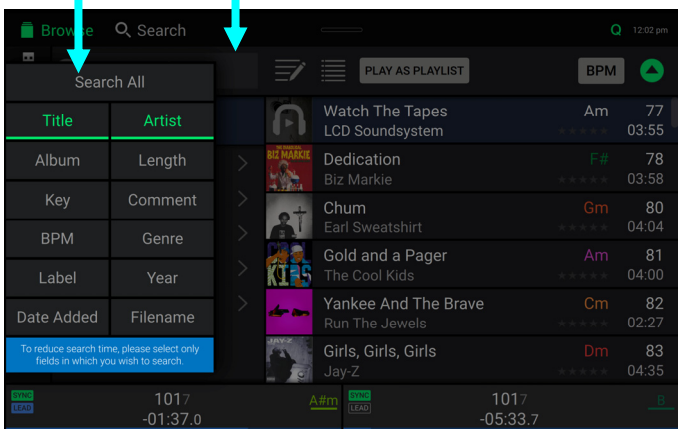 Browse
Search
Q
12:02 pm
PLAY AS PLAYLIST
BPM
Search All
Title
Artist
Album
Length
Key
Comment
BPM
Genre
Label
Year
Date Added
Filename
To reduce search time, please select only
fields in which you wish to search.
Watch The Tapes
Am
77
LCD Soundsystem
03:55
BIZ MARKIE
Dedication
F#
78
Biz Markie
03:58
Chum
Gm
80
Earl Sweatshirt
04:04
Gold and a Pager
Am
81
The Cool Kids
04:00
Yankee And The Brave
Cm
82
Run The Jewels
02:27
JAY-Z
Girls, Girls, Girls
Dm
83
Jay-Z
04:35
SYNC
LEAD
1017
-01:37.0
A#m
SYNC
LEAD
1017
-05:33.7
B